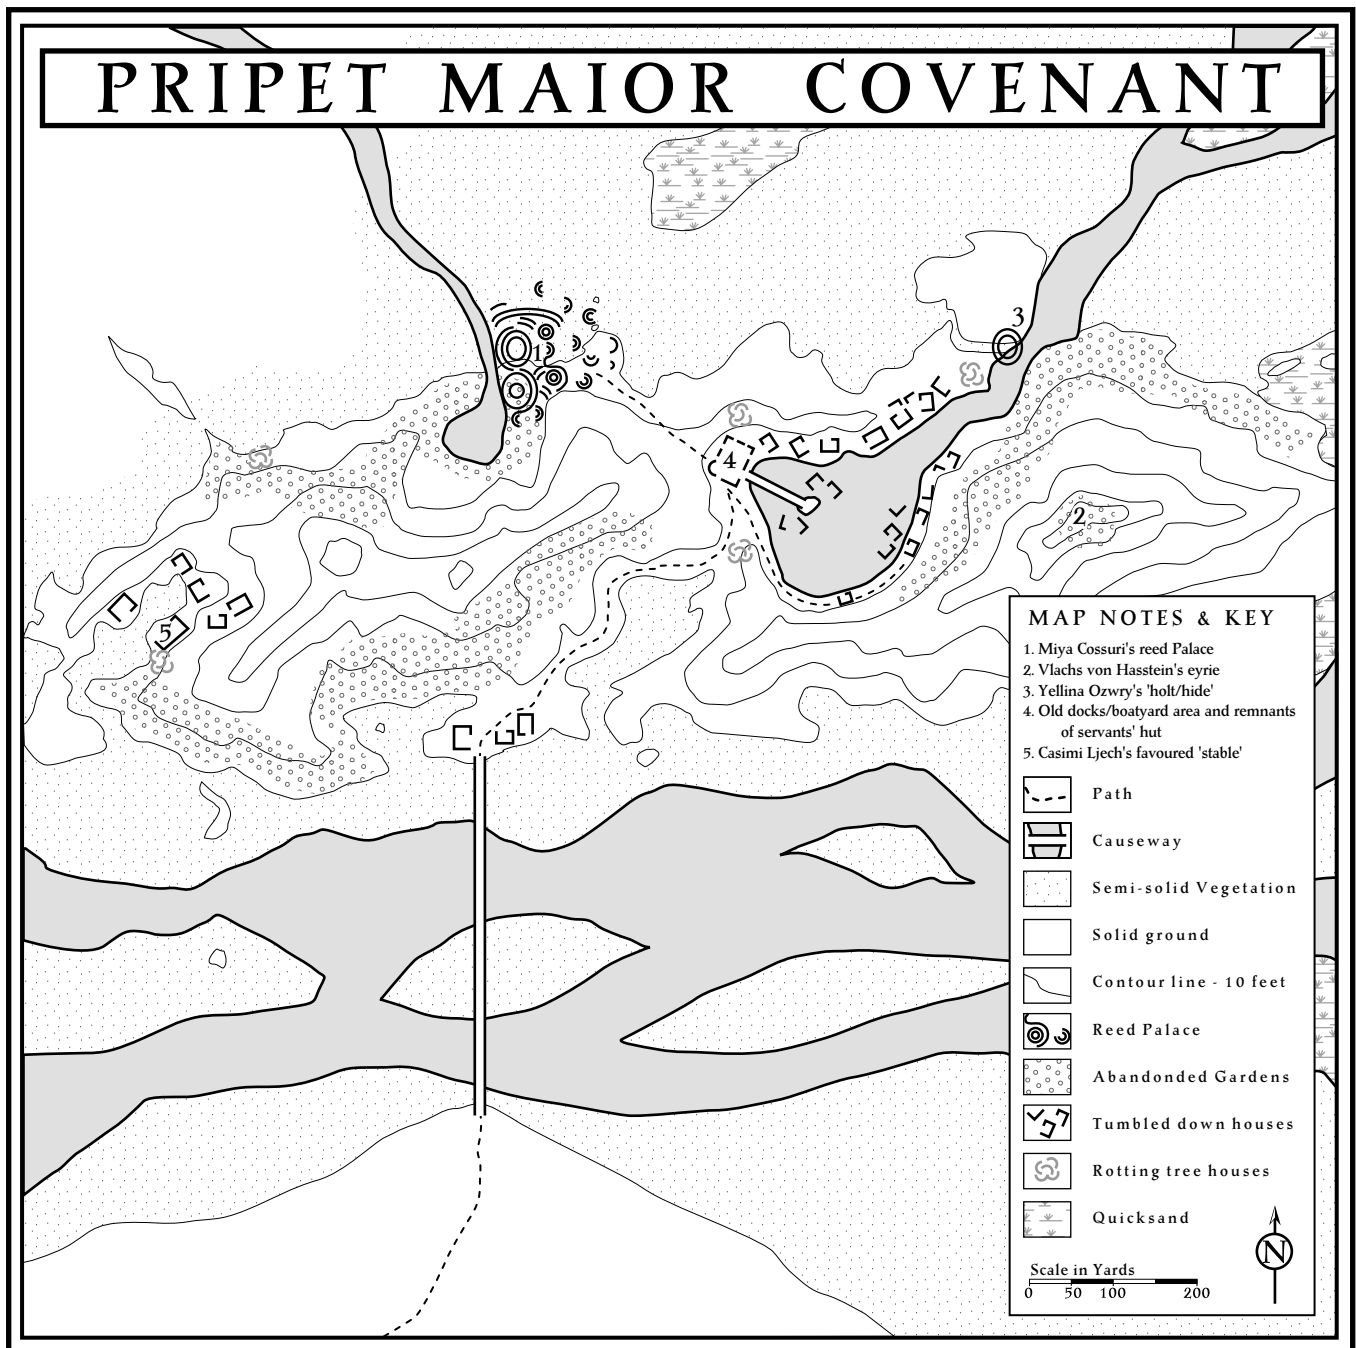 PRIPET MAIOR COVENANT
1
3
4
2
5
MAP NOTES & KEY
1. Miya Cossuri's reed Palace
2. Vlachs von Hasstein's eyrie
3. Yellina Ozwry's 'holt/hide'
4. Old docks/boatyard area and remnants
of servants' hut
5. Casimi Ljech's favoured 'stable'
Path
Causeway
Semi-solid Vegetation
Solid ground
Contour line - 10 feet
Reed Palace
Abandonded Gardens
Tumbled down houses
Rotting tree houses
Quicksand
N
Scale in Yards
0 50 100 200